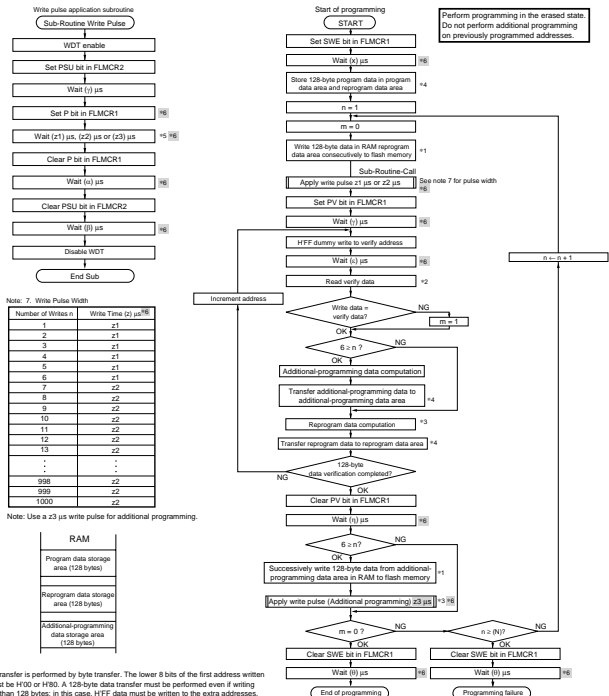 Write pulse application subroutine
Sub-Routine Write Pulse
WDT enable
Set PSU bit in FLMCR2
Wait (γ) µs
Set P bit in FLMCR1
*6
Wait (z1) µs, (z2) µs or (z3) µs
*5 *6
Clear P bit in FLMCR1
Wait (α) µs
*6
Clear PSU bit in FLMCR2
Wait (β) µs
*6
Disable WDT
End Sub
Note: 7. Write Pulse Width
Number of Writes n
Write Time (z) µs*6
1 z1
2 z1
3 z1
4 z1
5 z1
6 z1
7 z2
8 z2
9 z2
10 z2
11 z2
12 z2
13 z2
998 z2
999 z2
1000 z2
Note: Use a z3 µs write pulse for additional programming.
RAM
Program data storage
area (128 bytes)
Reprogram data storage
area (128 bytes)
Additional-programming
data storage area
(128 bytes)
Start of programming
START
Set SWE bit in FLMCR1
Wait (x) µs
*6
Store 128-byte program data in program
data area and reprogram data area
*4
n = 1
m = 0
Write 128-byte data in RAM reprogram
data area consecutively to flash memory
*1
Sub-Routine-Call
Apply write pulse z1 µs or z2 µs
See note 7 for pulse width
*6
Set PV bit in FLMCR1
Wait (γ) µs
*6
H'FF dummy write to verify address
Wait (ε) µs
*6
Read verify data
*2
Increment address
Write data =
verify data?
NG
m = 1
OK
6 ≥ n ?
NG
OK
Additional-programming data computation
Transfer additional-programming data to
additional-programming data area
*4
Reprogram data computation
*3
Transfer reprogram data to reprogram data area
*4
128-byte
data verification completed?
NG
OK
Clear PV bit in FLMCR1
Wait (η) µs
*6
6 ≥ n?
NG
OK
Successively write 128-byte data from additional-
programming data area in RAM to flash memory
*1
Apply write pulse (Additional programming) z3 µs
*3 *6
m = 0 ?
NG
n ≥ (N)?
NG
OK
OK
n ← n + 1
Clear SWE bit in FLMCR1
Clear SWE bit in FLMCR1
Wait (θ) µs
*6
Wait (θ) µs
*6
End of programming
Programming failure
Perform programming in the erased state.
Do not perform additional programming
on previously programmed addresses.
ransfer is performed by byte transfer. The lower 8 bits of the first address written
st be H'00 or H'80. A 128-byte data transfer must be performed even if writing
than 128 bytes; in this case, H'FF data must be written to the extra addresses.